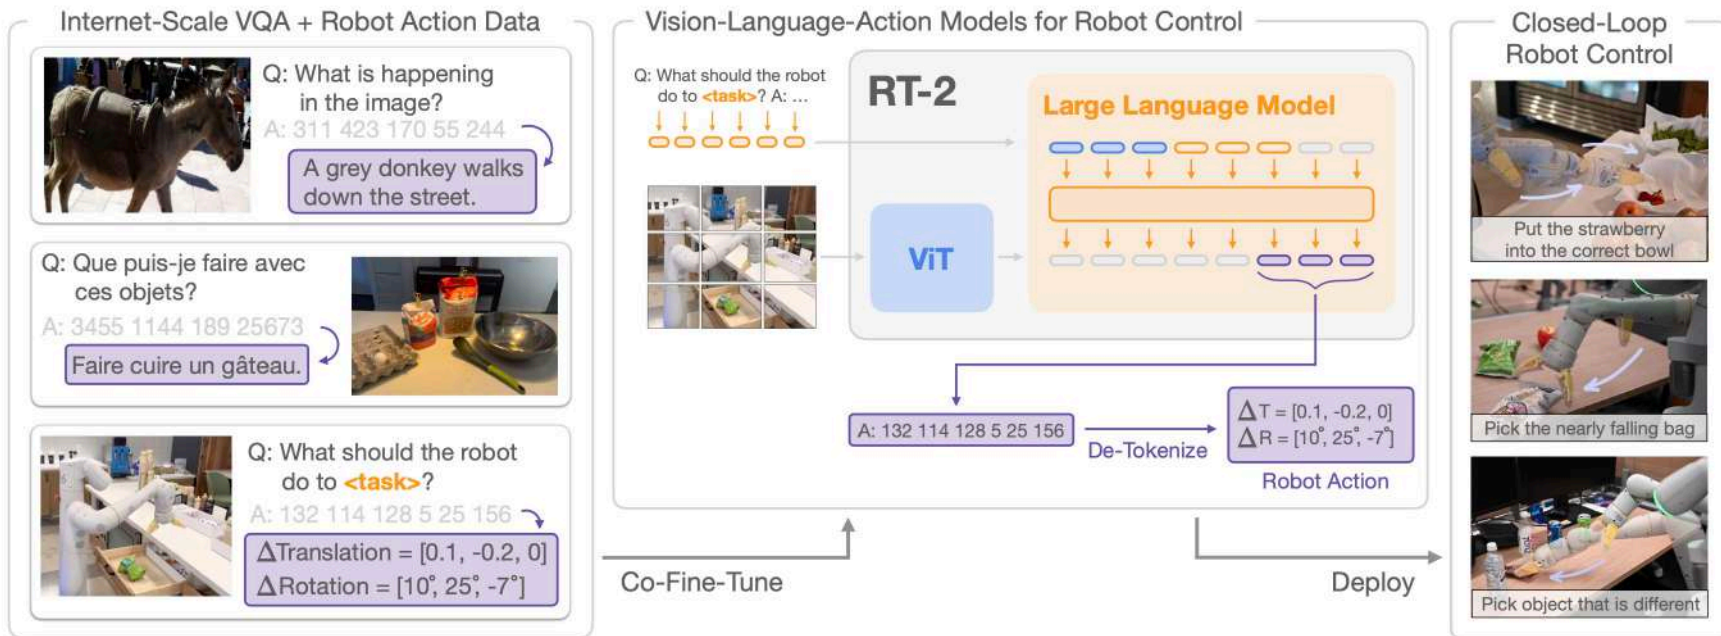 Internet-Scale VQA + Robot Action Data
Q: What is happening
in the image?
A: 311 423 170 55 244
A grey donkey walks
down the street.
Q: Que puis-je faire avec
ces objets?
A: 3455 1144 189 25673
Faire cuire un gâteau.
Q: What should the robot
do to <task>?
A: 132 114 128 5 25 156
ΔTranslation = [0.1, -0.2, 0]
ΔRotation = [10°, 25°, -7°]
Co-Fine-Tune
Vision-Language-Action Models for Robot Control
Q: What should the robot
do to <task>? A: ...
RT-2
Large Language Model
ViT
A: 132 114 128 5 25 156
De-Tokenize
ΔT = [0.1, -0.2, 0]
ΔR = [10°, 25°, -7°]
Robot Action
Deploy
Closed-Loop
Robot Control
Put the strawberry
into the correct bowl
Pick the nearly falling bag
Pick object that is different